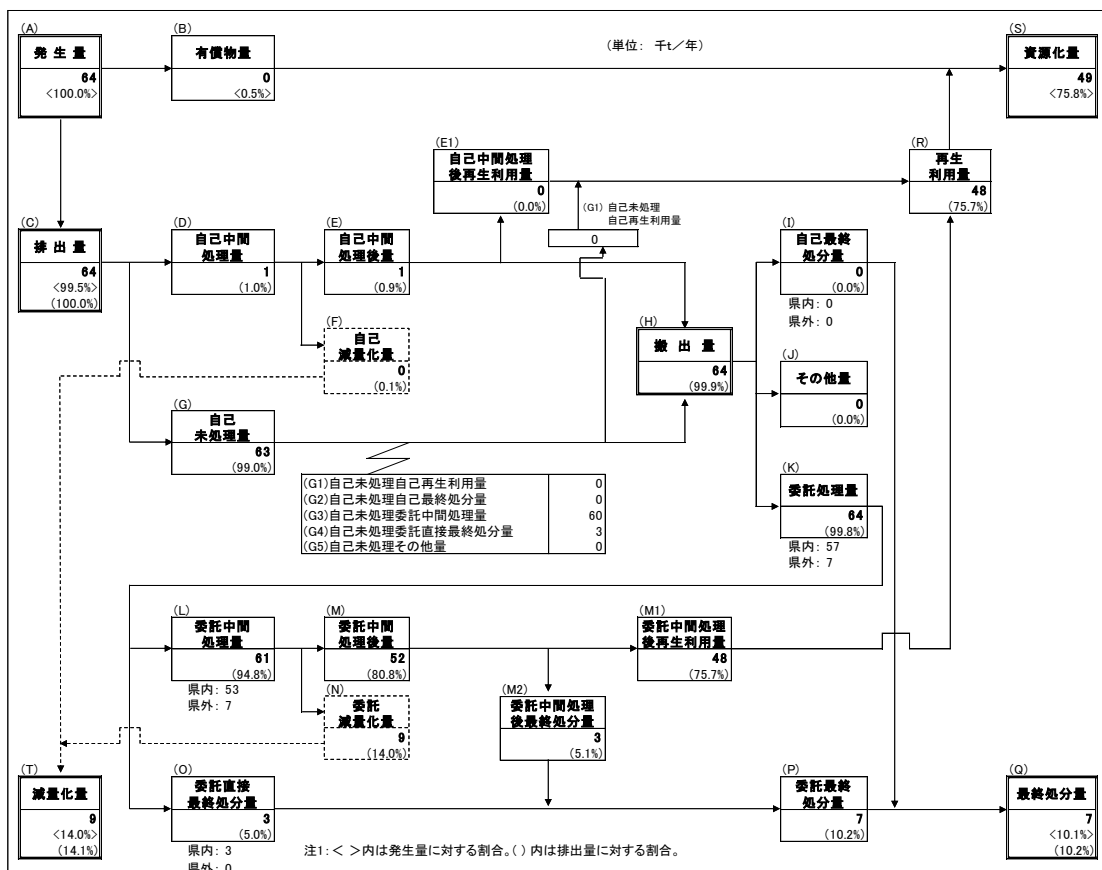 (A)
発生量
64
<100.0%>
(B)
有償物量
0
<0.5%>
(単位: 千t/年)
(S)
資源化量
49
<75.8%>
(E1)
自己中間処理
後再生利用量
0
(0.0%)
(G1) 自己未処理
自己再生利用量
0
(R)
再生
利用量
48
(75.7%)
(C)
排出量
64
<99.5%>
(100.0%)
(D)
自己中間
処理量
1
(1.0%)
(E)
自己中間
処理後量
1
(0.9%)
(F)
自己
減量化量
0
(0.1%)
(I)
自己最終
処分量
0
(0.0%)
県内: 0
県外: 0
(H)
搬出量
64
(99.9%)
(J)
その他量
0
(0.0%)
(G)
自己
未処理量
63
(99.0%)
(G1)自己未処理自己再生利用量 0
(G2)自己未処理自己最終処分量 0
(G3)自己未処理委託中間処理量 60
(G4)自己未処理委託直接最終処分量 3
(G5)自己未処理その他量 0
(K)
委託処理量
64
(99.8%)
県内: 57
県外: 7
(L)
委託中間
処理量
61
(94.8%)
県内: 53
県外: 7
(M)
委託中間
処理後量
52
(80.8%)
(M1)
委託中間処理
後再生利用量
48
(75.7%)
(N)
委託
減量化量
9
(14.0%)
(M2)
委託中間処理
後最終処分量
3
(5.1%)
(T)
減量化量
9
<14.0%>
(14.1%)
(O)
委託直接
最終処分量
3
(5.0%)
県内: 3
県外: 0
(P)
委託最終
処分量
7
(10.2%)
(Q)
最終処分量
7
<10.1%>
(10.2%)
注1:< >内は発生量に対する割合。( )内は排出量に対する割合。